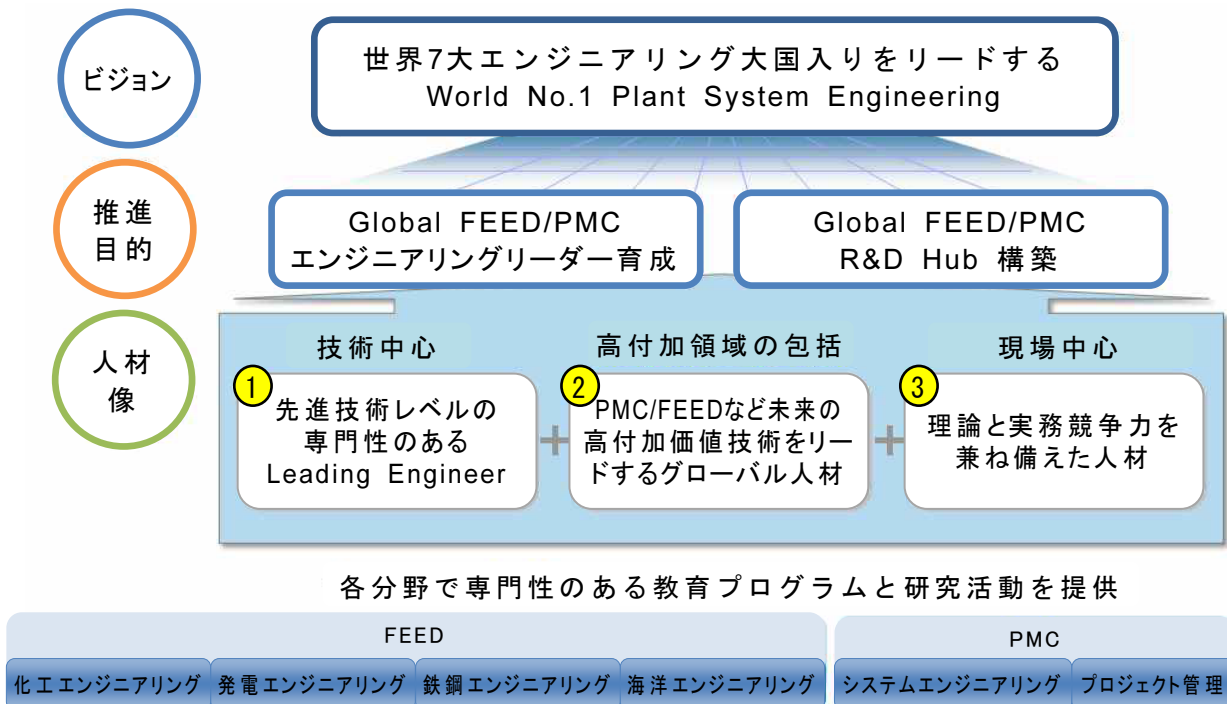 ビジョン
世界7大エンジニアリング大国入りをリードする
World No.1 Plant System Engineering
推進
目的
Global FEED/PMC
エンジニアリングリーダー育成
Global FEED/PMC
R&D Hub 構築
人材
像
技術中心
①
先進技術レベルの
専門性のある
Leading Engineer
+
高付加領域の包括
②
PMC/FEEDなど未来の
高付加価値技術をリー
ドするグローバル人材
+
現場中心
③
理論と実務競争力を
兼ね備えた人材
各分野で専門性のある教育プログラムと研究活動を提供
FEED
化工エンジニアリング
発電エンジニアリング
鉄鋼エンジニアリング
海洋エンジニアリング
PMC
システムエンジニアリング
プロジェクト管理